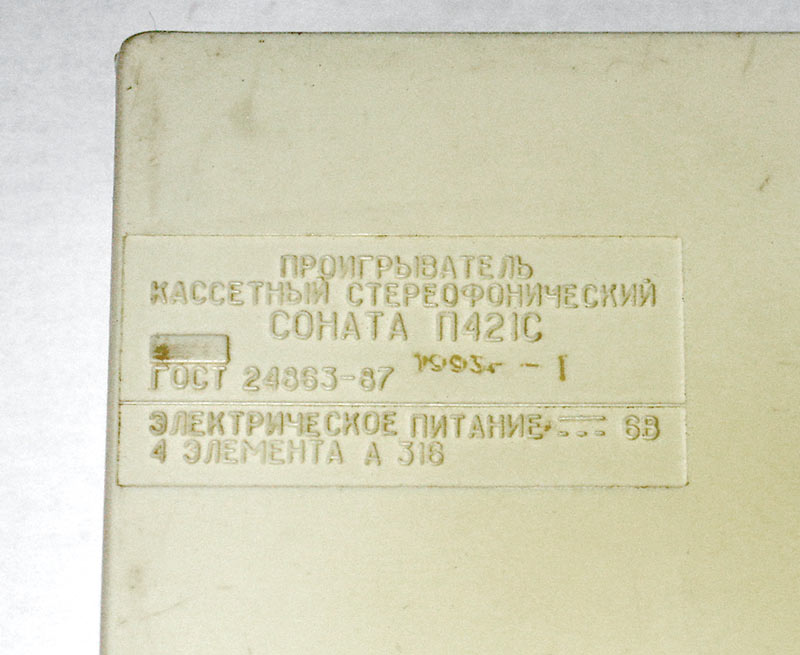 ПРОИГРЫВАТЕЛЬ
КАССЕТНЫЙ СТЕРЕОФОНИЧЕСКИЙ
СОНАТА П421С
ГОСТ 24863-87 1993г - I
ЭЛЕКТРИЧЕСКОЕ ПИТАНИЕ 6В
4 ЭЛЕМЕНТА А 316